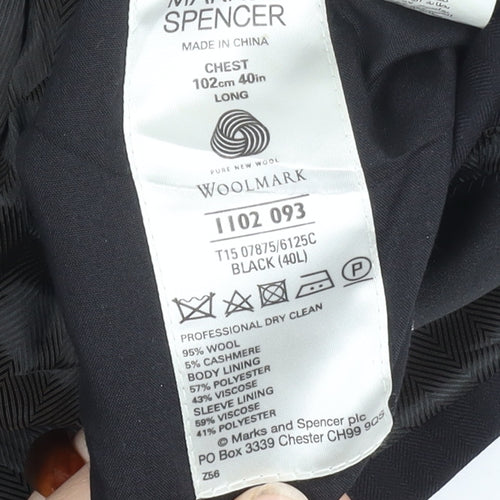 SPENCER
MADE IN CHINA
CHEST
102cm 40in
LONG
PURE NEW WOOL
WOOLMARK
1102 093
T15 07875/6125C
BLACK (40L)
P
PROFESSIONAL DRY CLEAN
95% WOOL
5% CASHMERE
BODY LINING
57% POLYESTER
43% VISCOSE
SLEEVE LINING
59% VISCOSE
41% POLYESTER
© Marks and Spencer plc
PO Box 3339 Chester CH99 9QS
Z56